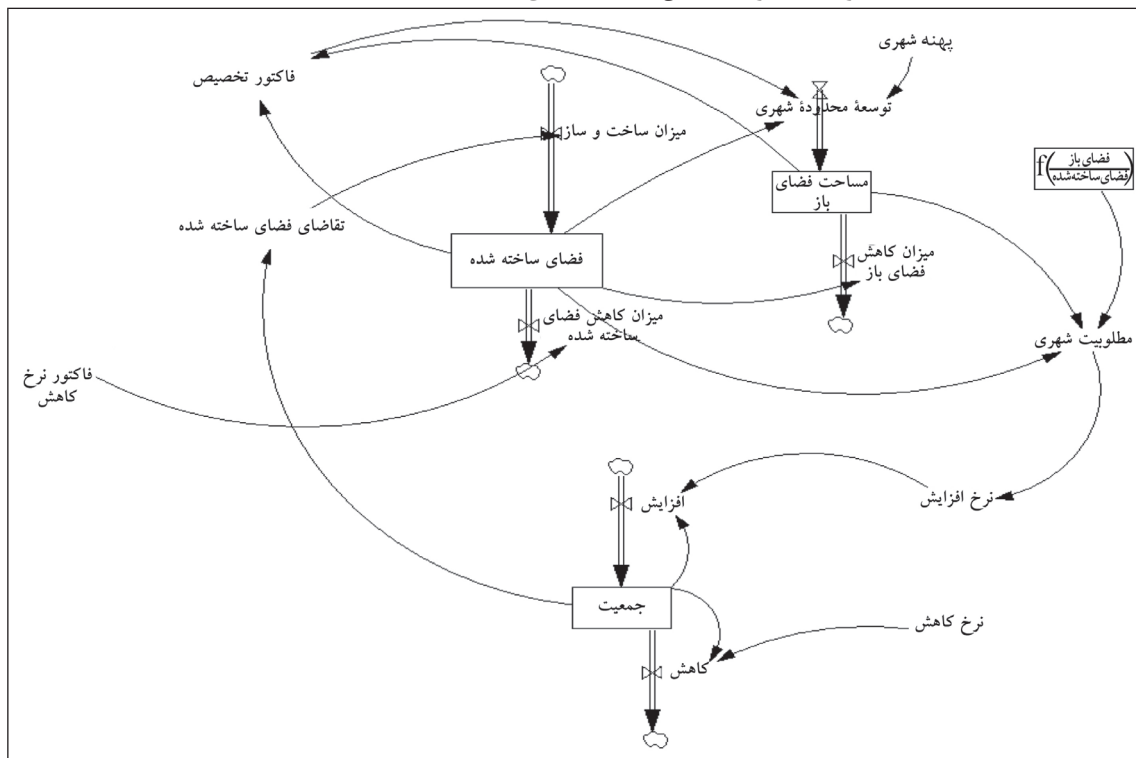 پهنه شهری
فاکتور تخصیص
توسعهٔ محدودهٔ شهری
میزان ساخت و ساز
f(فضای باز
فضای ساخته‌شده)
مساحت فضای
باز
تقاضای فضای ساخته شده
فضای ساخته شده
میزان کاهش
فضای باز
میزان کاهش فضای
ساخته شده
مطلوبیت شهری
فاکتور نرخ
کاهش
افزایش
نرخ افزایش
جمعیت
نرخ کاهش
کاهش